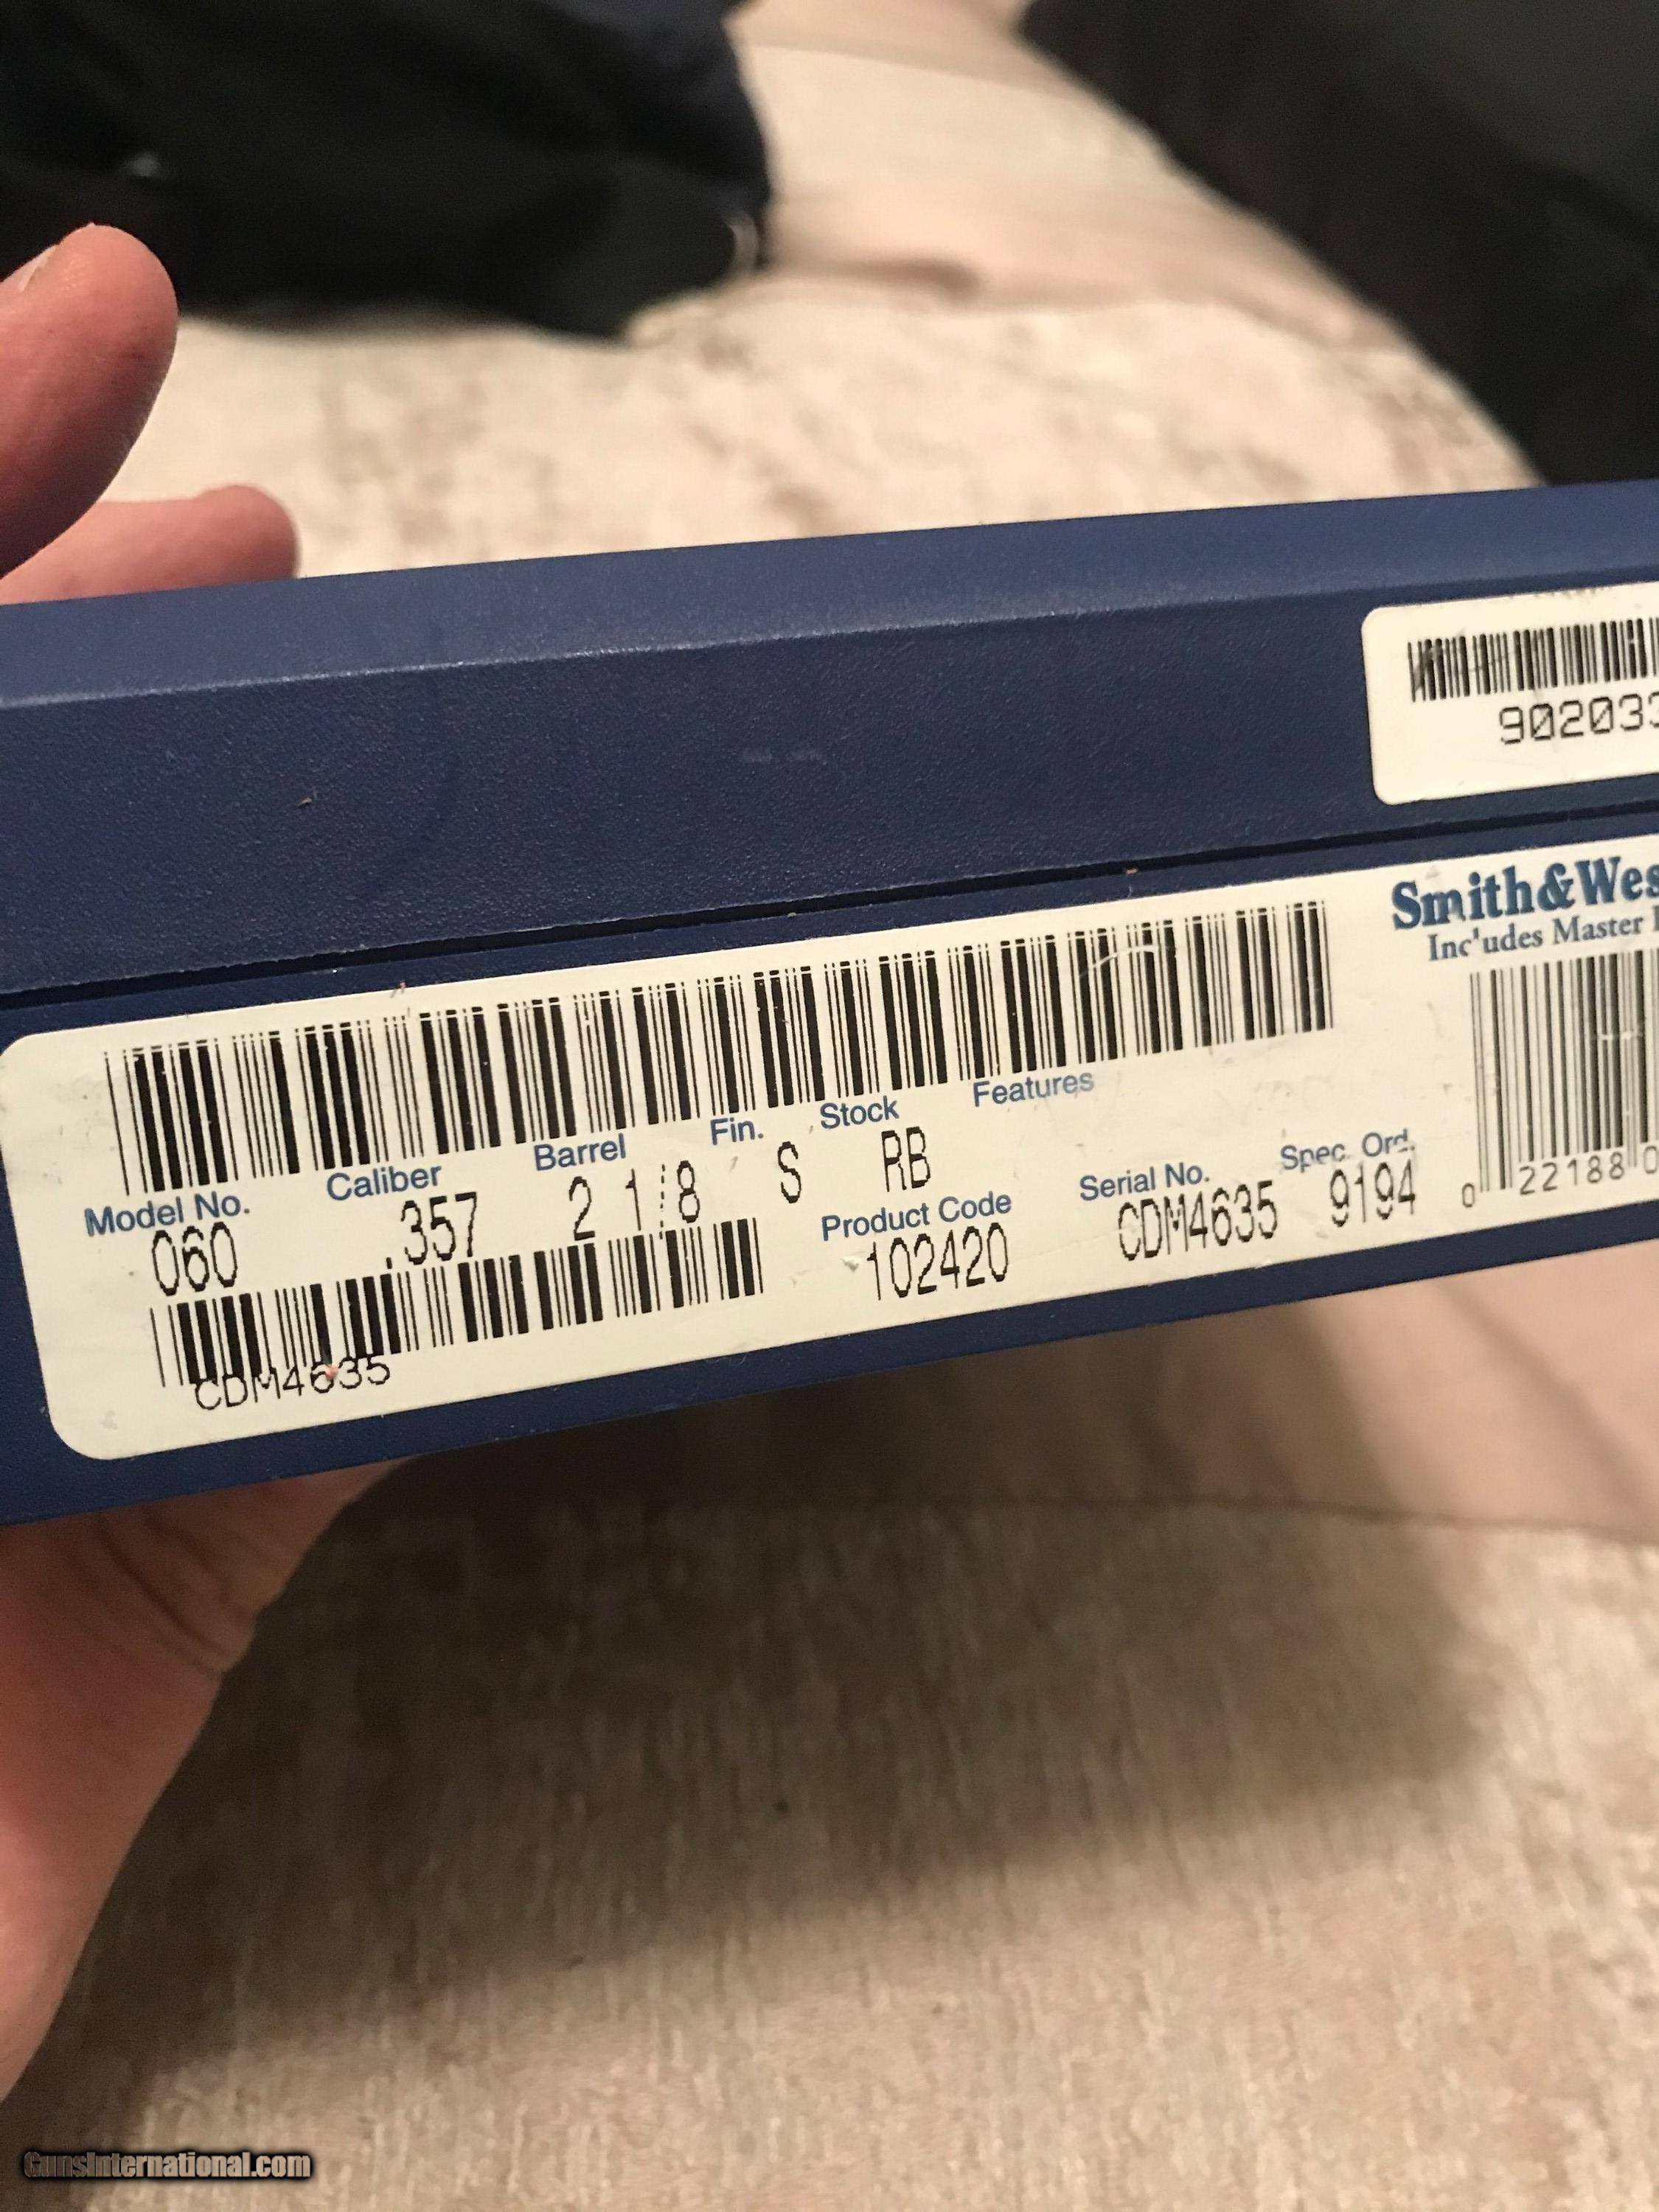 902033
Smith&Wes
Inc'udes Master
Model No. Caliber Barrel Fin. Stock Features
060 .357 2 1/8 S RB
Product Code Serial No. Spec. Ord.
102420 CDM4635 9194
0 22188 0
CDM4635
GunsInternational.com